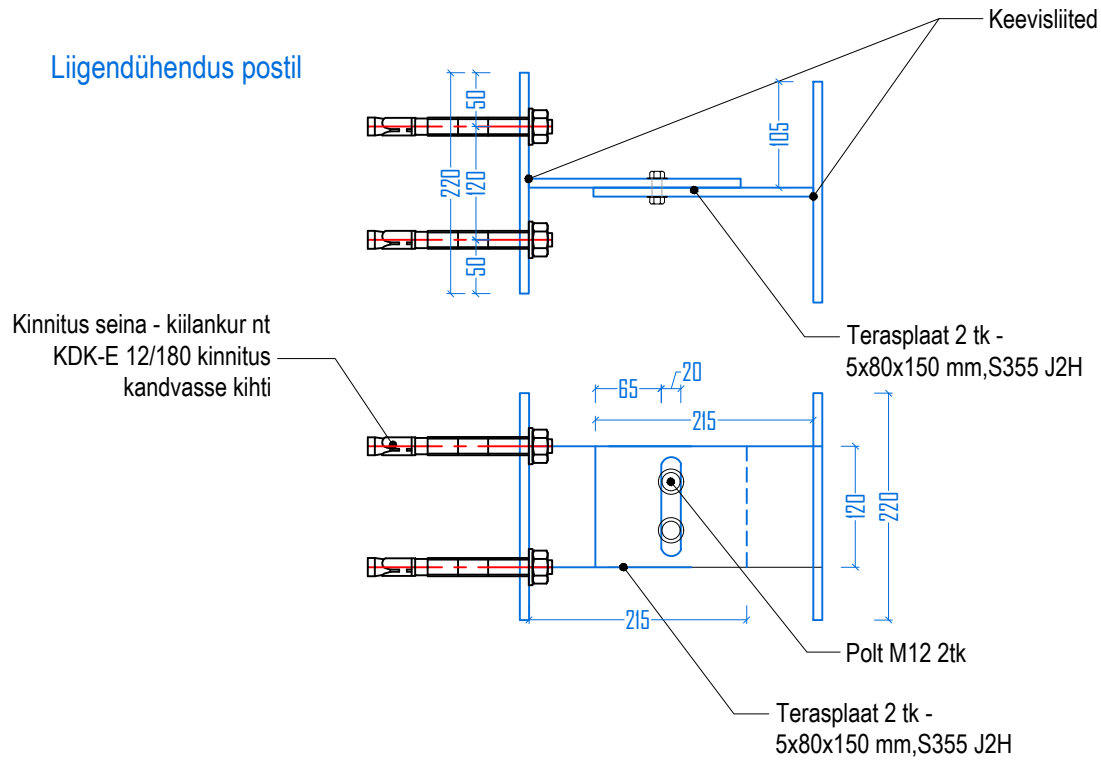 Keevisliited
Liigendühendus postil
50
220
120
50
105
Kinnitus seina - kiilankur nt
KDK-E 12/180 kinnitus
kandvasse kihti
Terasplaat 2 tk -
5x80x150 mm,S355 J2H
65
20
215
120
220
215
Polt M12 2tk
Terasplaat 2 tk -
5x80x150 mm,S355 J2H